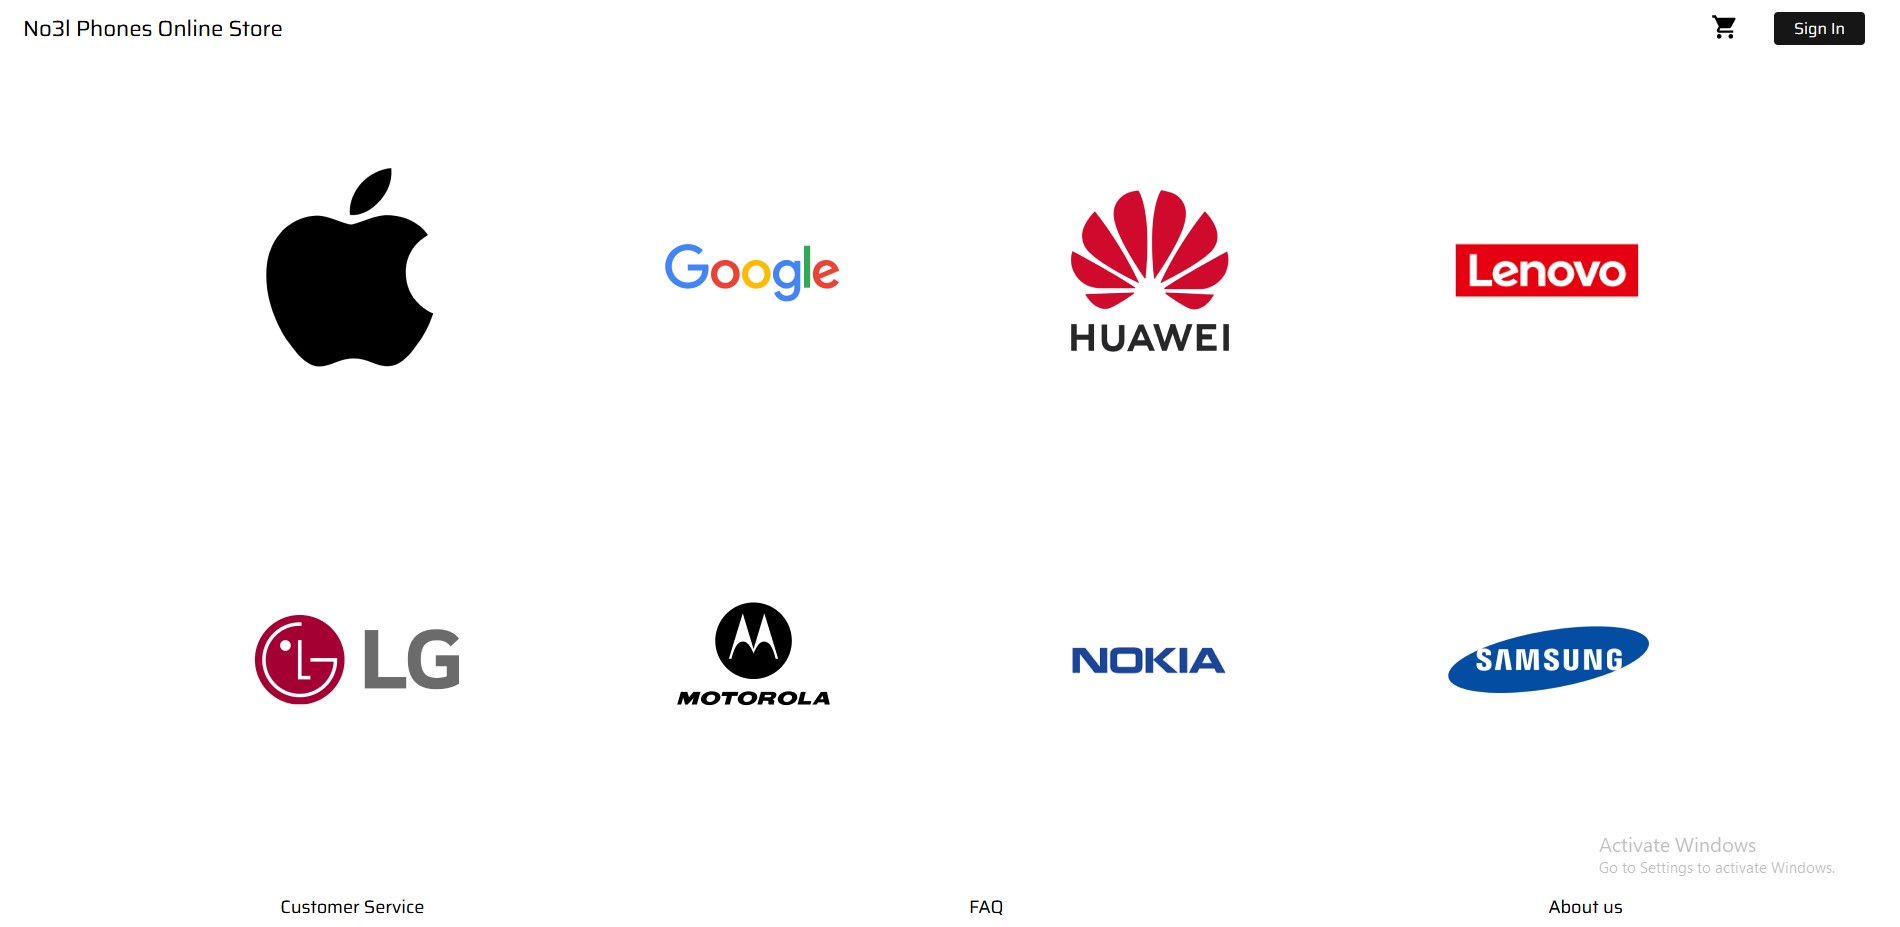 No3l Phones Online Store
Sign In
Google
HUAWEI
Lenovo
LG LG
MOTOROLA
NOKIA
SAMSUNG
Activate Windows
Go to Settings to activate Windows.
Customer Service
FAQ
About us